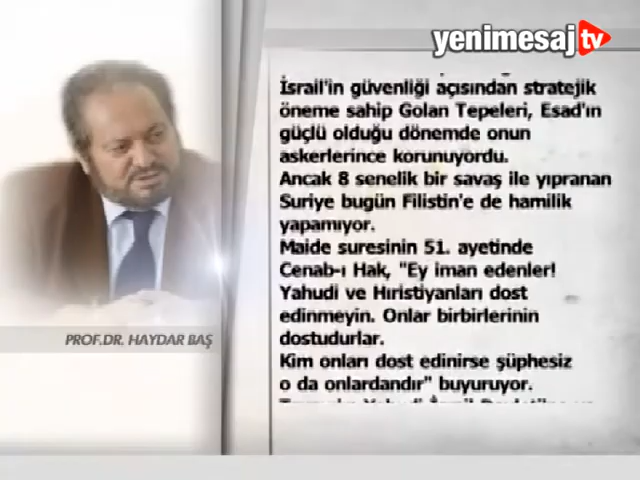 yenimesaj tv
İsrail'in güvenliği açısından stratejik
öneme sahip Golan Tepeleri, Esad'ın
güçlü olduğu dönemde onun
askerlerince korunuyordu.
Ancak 8 senelik bir savaş ile yıpranan
Suriye bugün Filistin'e de hamilik
yapamıyor.
Maide suresinin 51. ayetinde
Cenab-ı Hak, "Ey iman edenler!
Yahudi ve Hıristiyanları dost
edinmeyin. Onlar birbirlerinin
dostudurlar.
Kim onları dost edinirse şüphesiz
o da onlardandır" buyuruyor.
PROF.DR. HAYDAR BAŞ